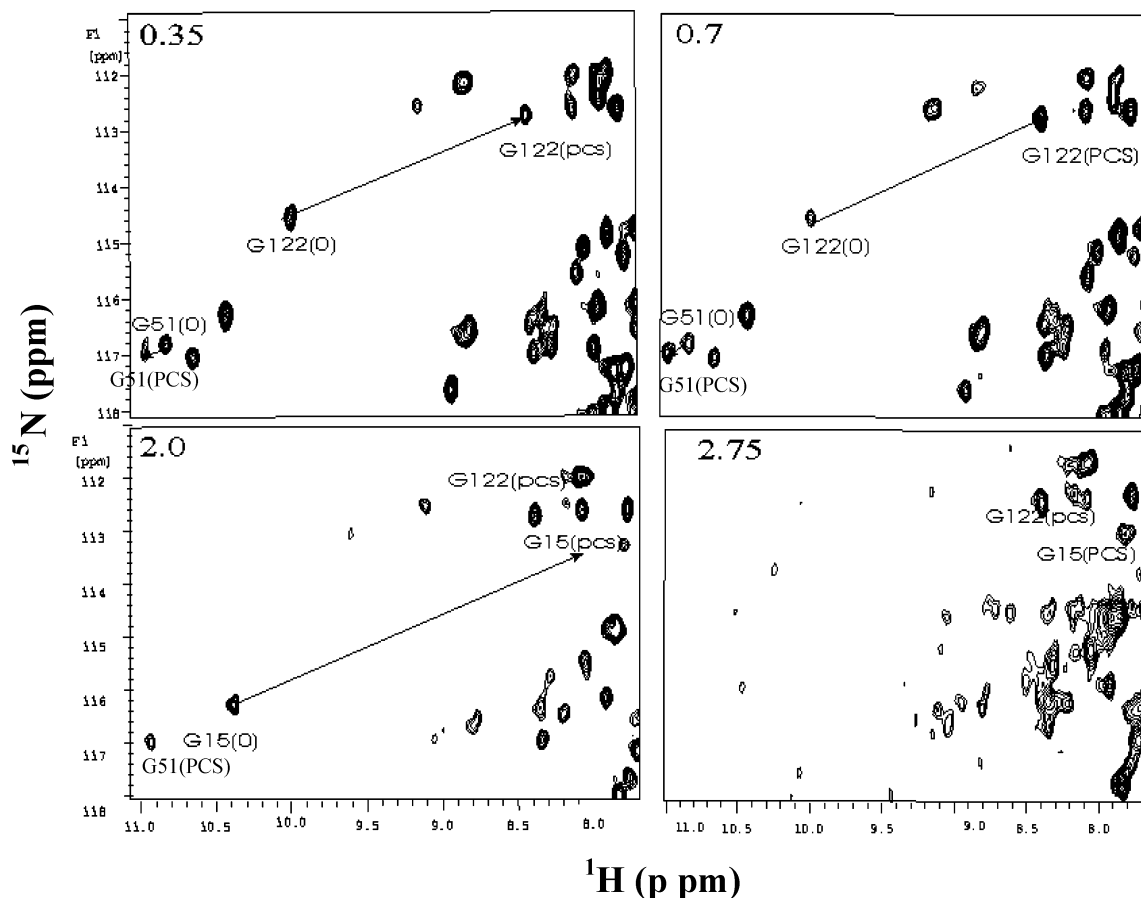 F1
[ppm]
0.35
0.7
112
113
114
115
116
117
118
G122(pcs)
G122(0)
G51(0)
G51(PCS)
G122(PCS)
G122(0)
G51(0)
G51(PCS)
F1
[ppm]
2.0
2.75
112
113
114
115
116
117
118
G122(pcs)
G15(pcs)
G15(0)
G51(PCS)
G122(pcs)
G15(PCS)
11.0 10.5 10.0 9.5 9.0 8.5 8.0
11.0 10.5 10.0 9.5 9.0 8.5 8.0
15 N (ppm)
1H (p pm)